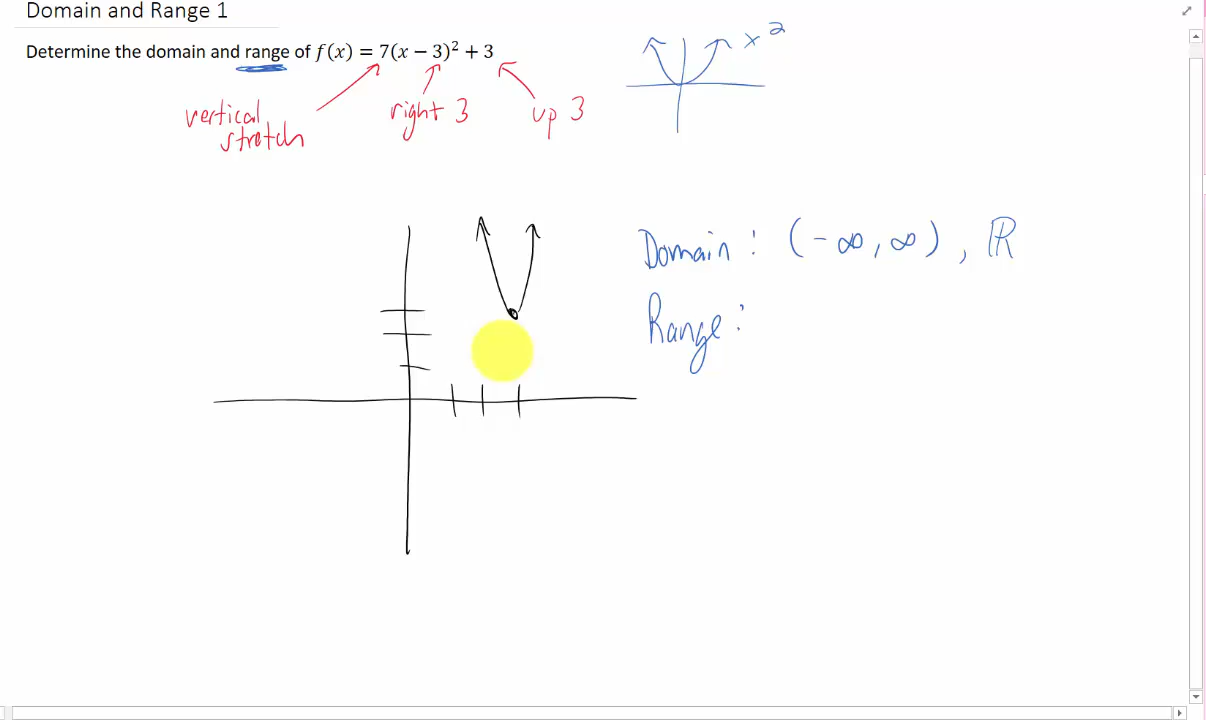 Domain and Range 1
Determine the domain and range of f(x) = 7(x − 3)² + 3
x²
vertical stretch
right 3
up 3
Domain: (-∞, ∞), ℝ
Range: